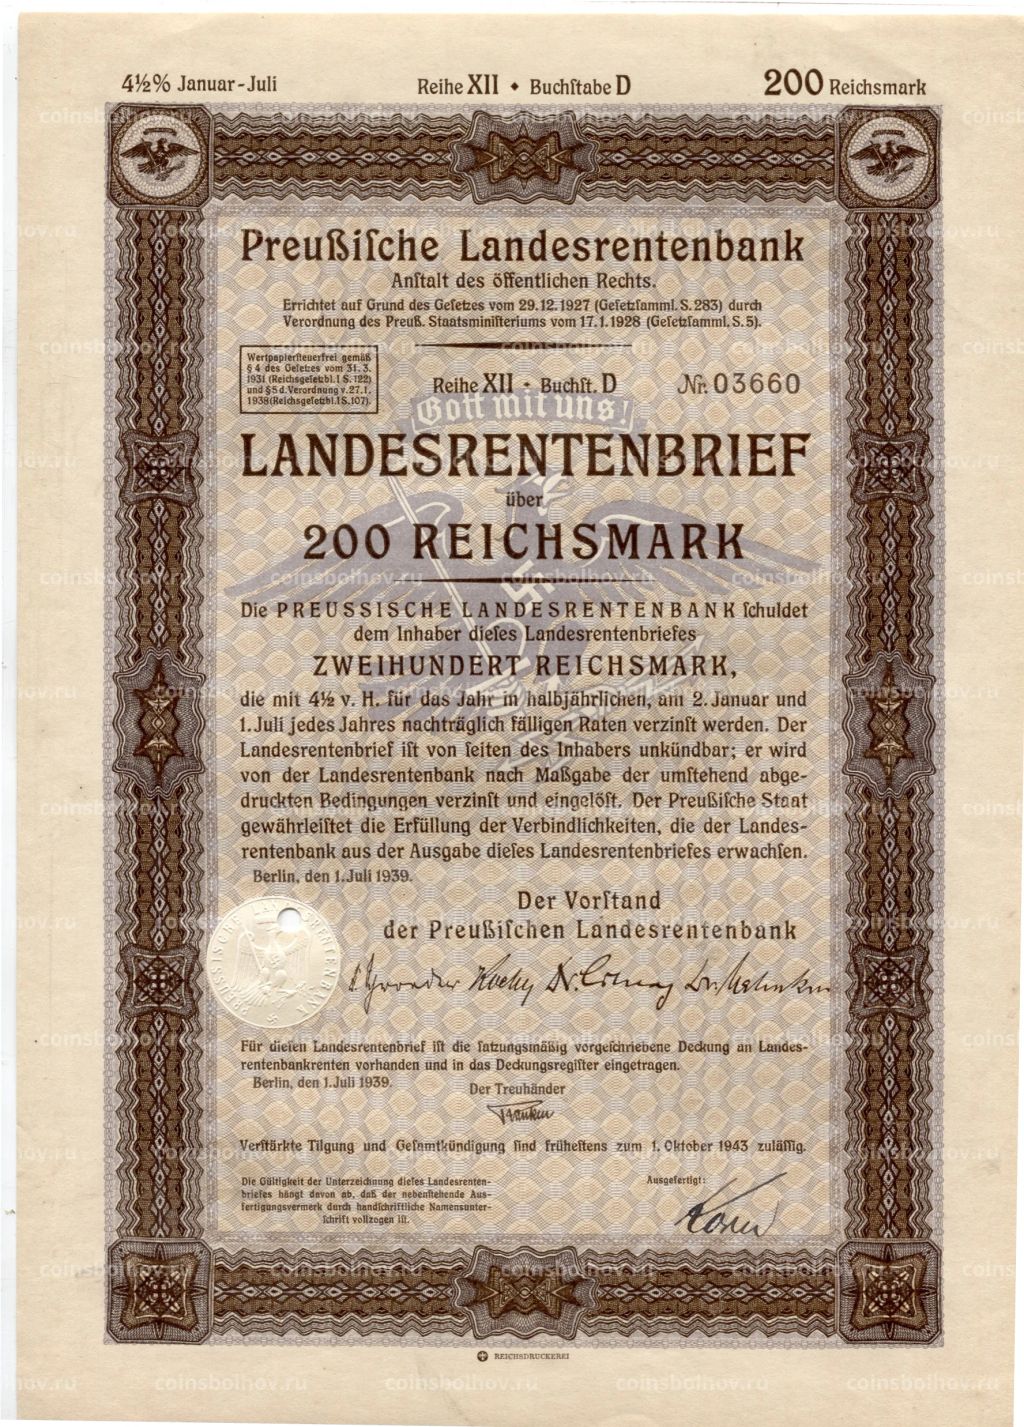 4½% Januar-Juli
Reihe XII • Buchſtabe D
200 Reichsmark
Preußiſche Landesrentenbank
Anſtalt des öffentlichen Rechts.
Errichtet auf Grund des Geſetzes vom 29.12.1927 (Geſetzſamml. S. 283) durch
Verordnung des Preuß. Staatsminiſteriums vom 17.1.1928 (Geſetzſamml. S. 5).
Wertpapierſteuerfrei gemäß
§ 4 des Geſetzes vom 31. 3.
1931 (Reichsgeſetzbl. I S. 122)
und § 5 d. Verordnung v. 27. 1.
1938 (Reichsgeſetzbl. I S. 107).
Reihe XII • Buchſt. D
Nr. 03660
Gott mit uns!
LANDESRENTENBRIEF
über
200 REICHSMARK
Die PREUSSISCHE LANDESRENTENBANK ſchuldet
dem Inhaber dieſes Landesrentenbriefes
ZWEIHUNDERT REICHSMARK,
die mit 4½ v. H. für das Jahr in halbjährlichen, am 2. Januar und
1. Juli jedes Jahres nachträglich fälligen Raten verzinſt werden. Der
Landesrentenbrief iſt von ſeiten des Inhabers unkündbar; er wird
von der Landesrentenbank nach Maßgabe der umſtehend abge-
druckten Bedingungen verzinſt und eingelöſt. Der Preußiſche Staat
gewährleiſtet die Erfüllung der Verbindlichkeiten, die der Landes-
rentenbank aus der Ausgabe dieſes Landesrentenbriefes erwachſen.
Berlin, den 1. Juli 1939.
Der Vorſtand
der Preußiſchen Landesrentenbank
PREUSSISCHE LANDESRENTENBANK
Für dieſen Landesrentenbrief iſt die ſatzungsmäßig vorgeſchriebene Deckung an Landes-
rentenbankrenten vorhanden und in das Deckungsregiſter eingetragen.
Berlin, den 1. Juli 1939.
Der Treuhänder
Verſtärkte Tilgung und Geſamtkündigung ſind früheſtens zum 1. Oktober 1943 zuläſſig.
Die Gültigkeit der Unterzeichnung dieſes Landesrenten-
briefes hängt davon ab, daß der nebenſtehende Aus-
fertigungsvermerk durch handſchriftliche Namensunter-
ſchrift vollzogen iſt.
Ausgefertigt:
REICHSDRUCKEREI
coinsbolhov.ru